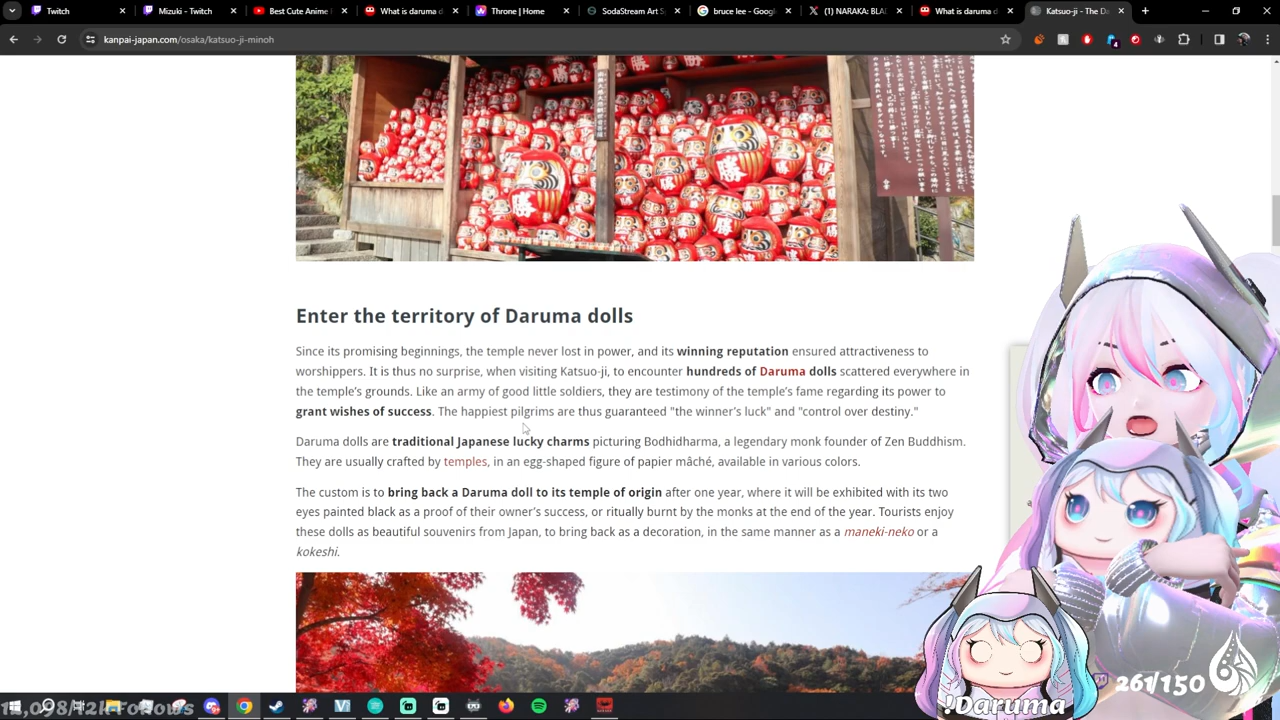 Twitch
Mizuki - Twitch
Best Cute Anime
What is daruma d
Throne | Home
SodaStream Art S
bruce lee - Googl
(1) NARAKA: BLA
What is daruma d
Katsuo-ji - The Da
kanpai-japan.com/osaka/katsuo-ji-minoh
4
勝
勝
勝
Enter the territory of Daruma dolls
Since its promising beginnings, the temple never lost in power, and its winning reputation ensured attractiveness to
worshippers. It is thus no surprise, when visiting Katsuo-ji, to encounter hundreds of Daruma dolls scattered everywhere in
the temple's grounds. Like an army of good little soldiers, they are testimony of the temple's fame regarding its power to
grant wishes of success. The happiest pilgrims are thus guaranteed "the winner's luck" and "control over destiny."
Daruma dolls are traditional Japanese lucky charms picturing Bodhidharma, a legendary monk founder of Zen Buddhism.
They are usually crafted by temples, in an egg-shaped figure of papier mâché, available in various colors.
The custom is to bring back a Daruma doll to its temple of origin after one year, where it will be exhibited with its two
eyes painted black as a proof of their owner's success, or ritually burnt by the monks at the end of the year. Tourists enjoy
these dolls as beautiful souvenirs from Japan, to bring back as a decoration, in the same manner as a maneki-neko or a
kokeshi.
261/150
!Daruma